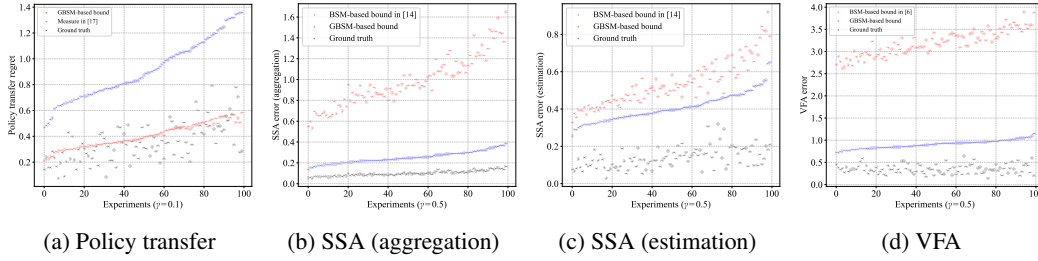 GBSM-based bound
Measure in [17]
Ground truth
1.4
1.2
1.0
0.8
0.6
0.4
0.2
Policy transfer regret
0 20 40 60 80 100
Experiments (γ=0.1)
(a) Policy transfer
BSM-based bound in [14]
GBSM-based bound
Ground truth
1.6
1.4
1.2
1.0
0.8
0.6
0.4
0.2
0.0
SSA error (aggregation)
0 20 40 60 80 100
Experiments (γ=0.5)
(b) SSA (aggregation)
BSM-based bound in [14]
GBSM-based bound
Ground truth
0.8
0.6
0.4
0.2
0.0
SSA error (estimation)
0 20 40 60 80 100
Experiments (γ=0.5)
(c) SSA (estimation)
BSM-based bound in [6]
GBSM-based bound
Ground truth
4.0
3.5
3.0
2.5
2.0
1.5
1.0
0.5
0.0
VFA error
0 20 40 60 80 100
Experiments (γ=0.5)
(d) VFA